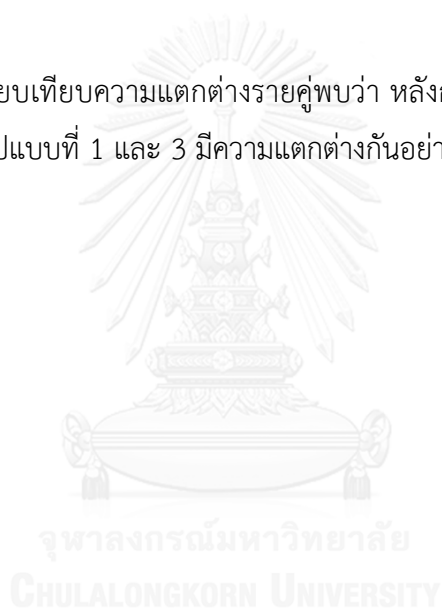 ยบเทียบความแตกต่างรายคู่พบว่า หลังก
ปแบบที่ 1 และ 3 มีความแตกต่างกันอย่า
จุฬาลงกรณ์มหาวิทยาลัย
CHULALONGKORN UNIVERSITY